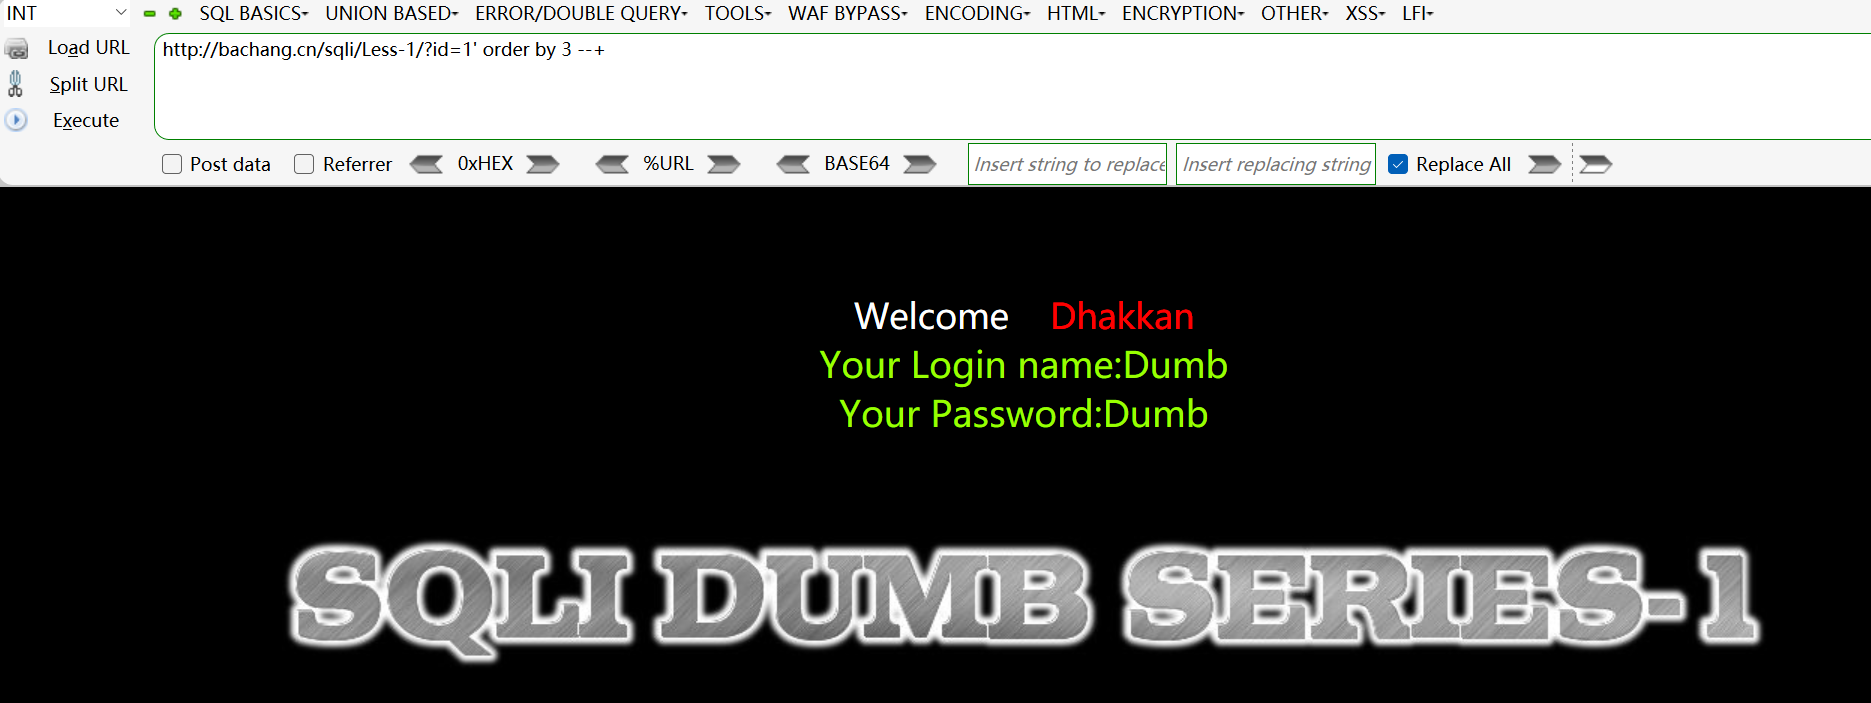 INT SQL BASICS UNION BASED ERROR/DOUBLE QUERY TOOLS WAF BYPASS ENCODING HTML ENCRYPTION OTHER XSS LFI
Load URL http://bachang.cn/sqli/Less-1/?id=1' order by 3 --+
Split URL
Execute
Post data Referrer 0xHEX %URL BASE64 Insert string to replace Insert replacing string Replace All
Welcome Dhakkan
Your Login name:Dumb
Your Password:Dumb
SQLI DUMB SERIES-1